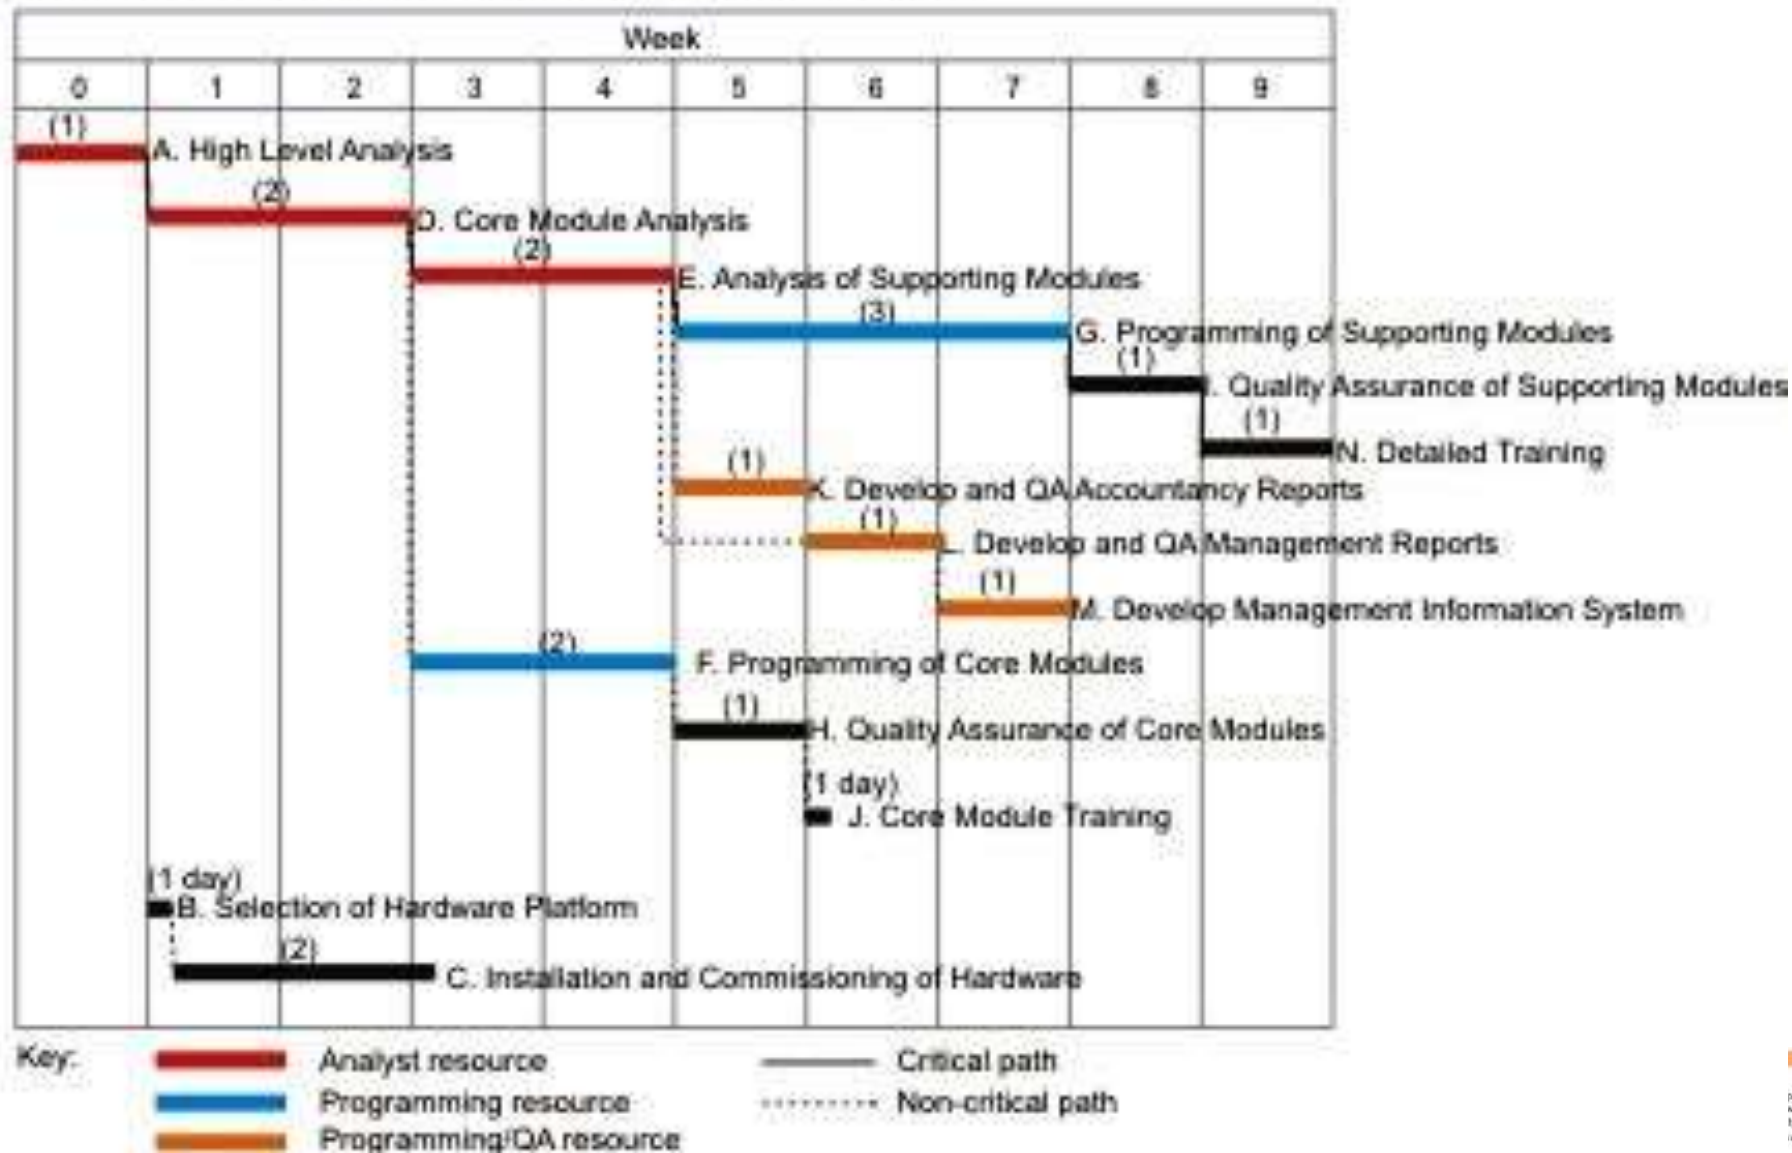 Week
0 1 2 3 4 5 6 7 8 9
(1)
A. High Level Analysis
(2)
D. Core Module Analysis
(2)
E. Analysis of Supporting Modules
(3)
G. Programming of Supporting Modules
(1)
I. Quality Assurance of Supporting Modules
(1)
N. Detailed Training
(1)
K. Develop and QA Accountancy Reports
(1)
L. Develop and QA Management Reports
(1)
M. Develop Management Information System
(2)
F. Programming of Core Modules
(1)
H. Quality Assurance of Core Modules
(1 day)
J. Core Module Training
(1 day)
B. Selection of Hardware Platform
(2)
C. Installation and Commissioning of Hardware
Key:
Analyst resource
Critical path
Programming resource
Non-critical path
Programming/QA resource